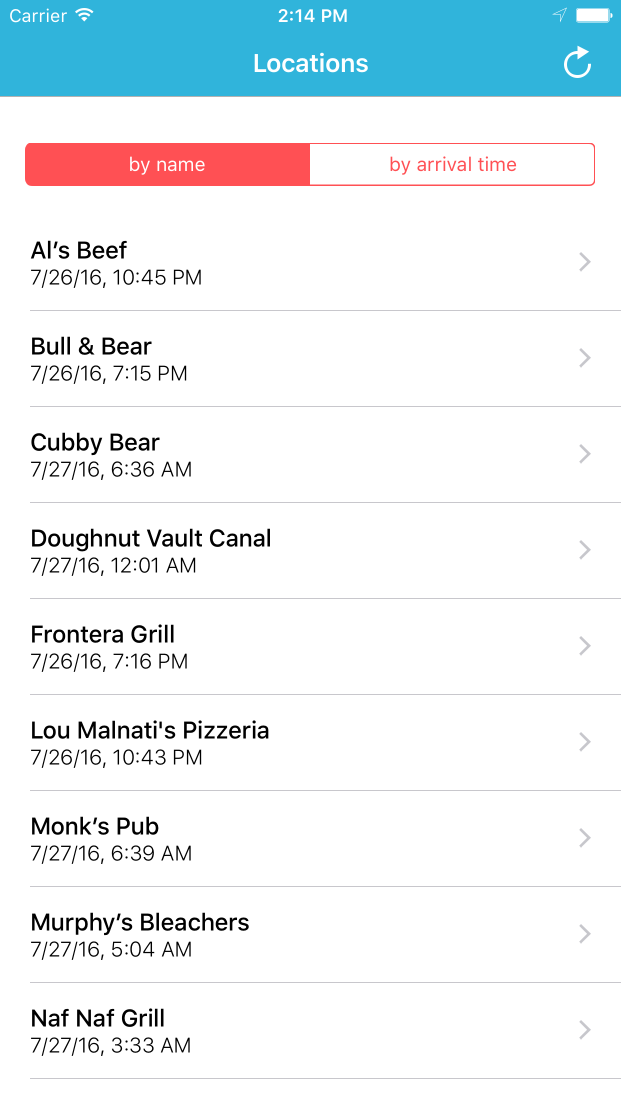 Carrier
2:14 PM
Locations
by name
by arrival time
Al’s Beef
7/26/16, 10:45 PM
Bull & Bear
7/26/16, 7:15 PM
Cubby Bear
7/27/16, 6:36 AM
Doughnut Vault Canal
7/27/16, 12:01 AM
Frontera Grill
7/26/16, 7:16 PM
Lou Malnati's Pizzeria
7/26/16, 10:43 PM
Monk’s Pub
7/27/16, 6:39 AM
Murphy’s Bleachers
7/27/16, 5:04 AM
Naf Naf Grill
7/27/16, 3:33 AM